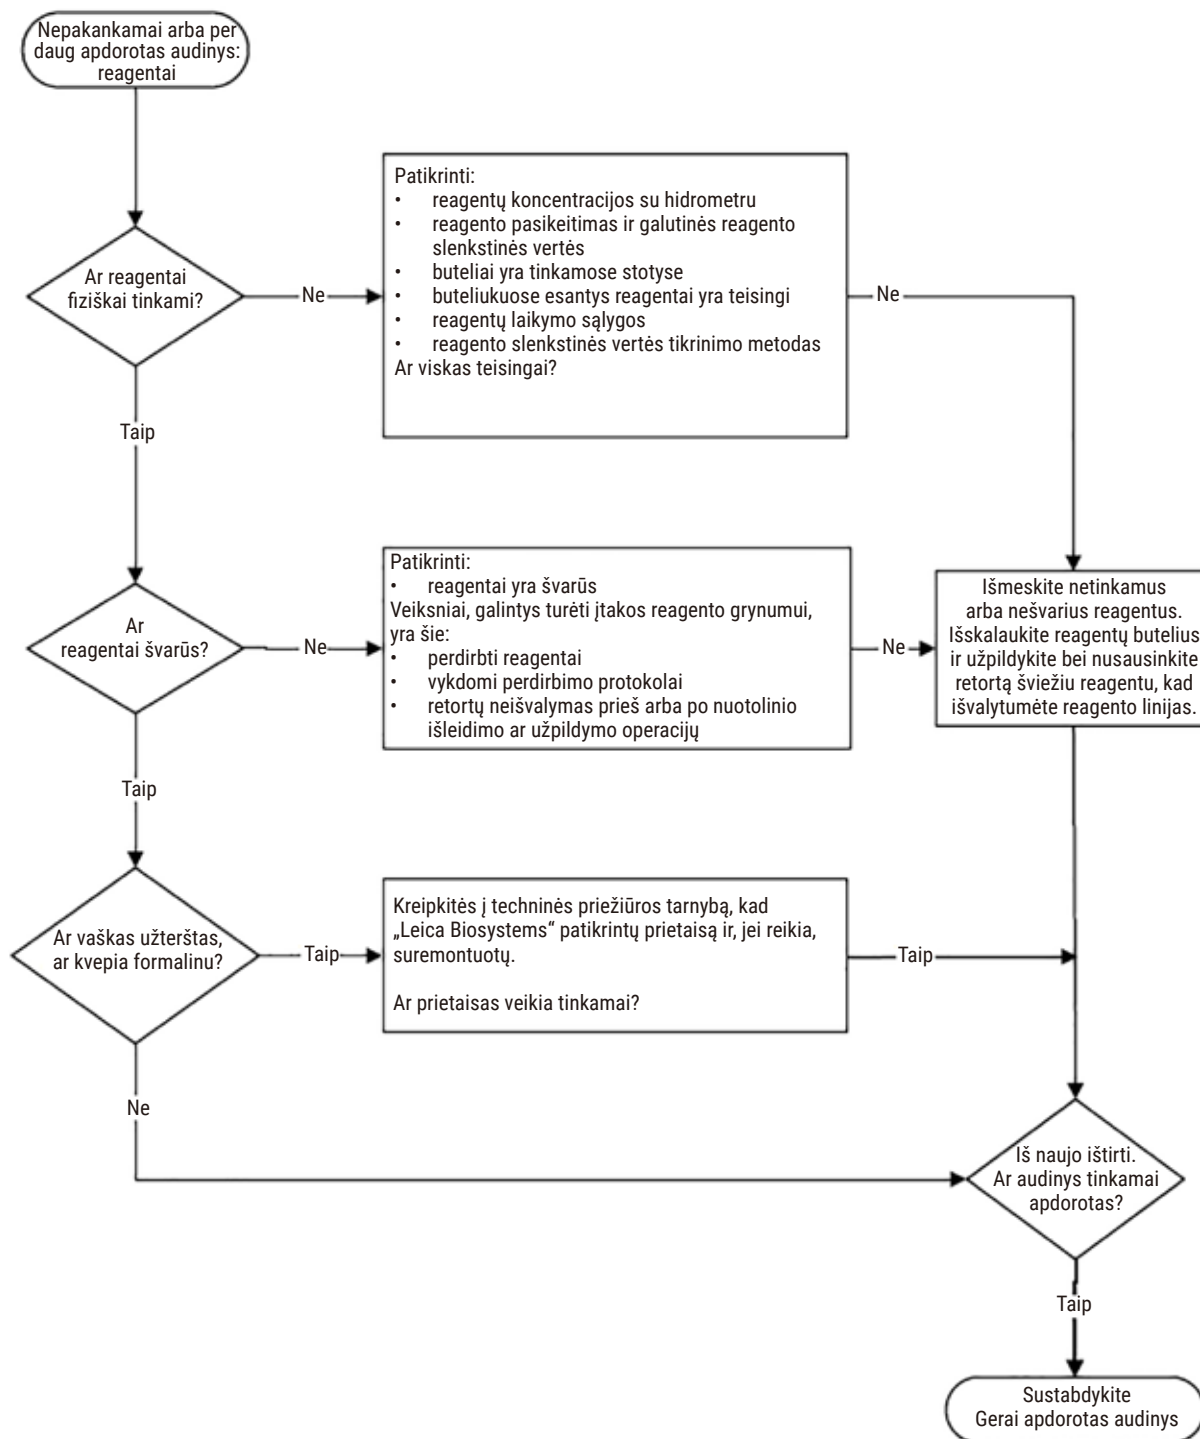 Nepakankamai arba per
daug apdorotas audinys:
reagentai
Ar reagentai
fiziškai tinkami?
Ne
Patikrinti:
• reagentų koncentracijos su hidrometru
• reagento pasikeitimas ir galutinės reagento
slenkstinės vertės
• buteliai yra tinkamose stotyse
• buteliukuose esantys reagentai yra teisingi
• reagentų laikymo sąlygos
• reagento slenkstinės vertės tikrinimo metodas
Ar viskas teisingai?
Ne
Taip
Ar
reagentai švarūs?
Ne
Patikrinti:
• reagentai yra švarūs
Veiksniai, galintys turėti įtakos reagento grynumui,
yra šie:
• perdirbti reagentai
• vykdomi perdirbimo protokolai
• retortų neišvalymas prieš arba po nuotolinio
išleidimo ar užpildymo operacijų
Ne
Išmeskite netinkamus
arba nešvarius reagentus.
Išskalaukite reagentų butelius
ir užpildykite bei nusausinkite
retortą šviežiu reagentu, kad
išvalytumėte reagento linijas.
Taip
Ar vaškas užterštas,
ar kvepia formalinu?
Taip
Kreipkitės į techninės priežiūros tarnybą, kad
„Leica Biosystems“ patikrintų prietaisą ir, jei reikia,
suremontuotų.
Ar prietaisas veikia tinkamai?
Taip
Ne
Iš naujo ištirti.
Ar audinys tinkamai
apdorotas?
Taip
Sustabdykite
Gerai apdorotas audinys